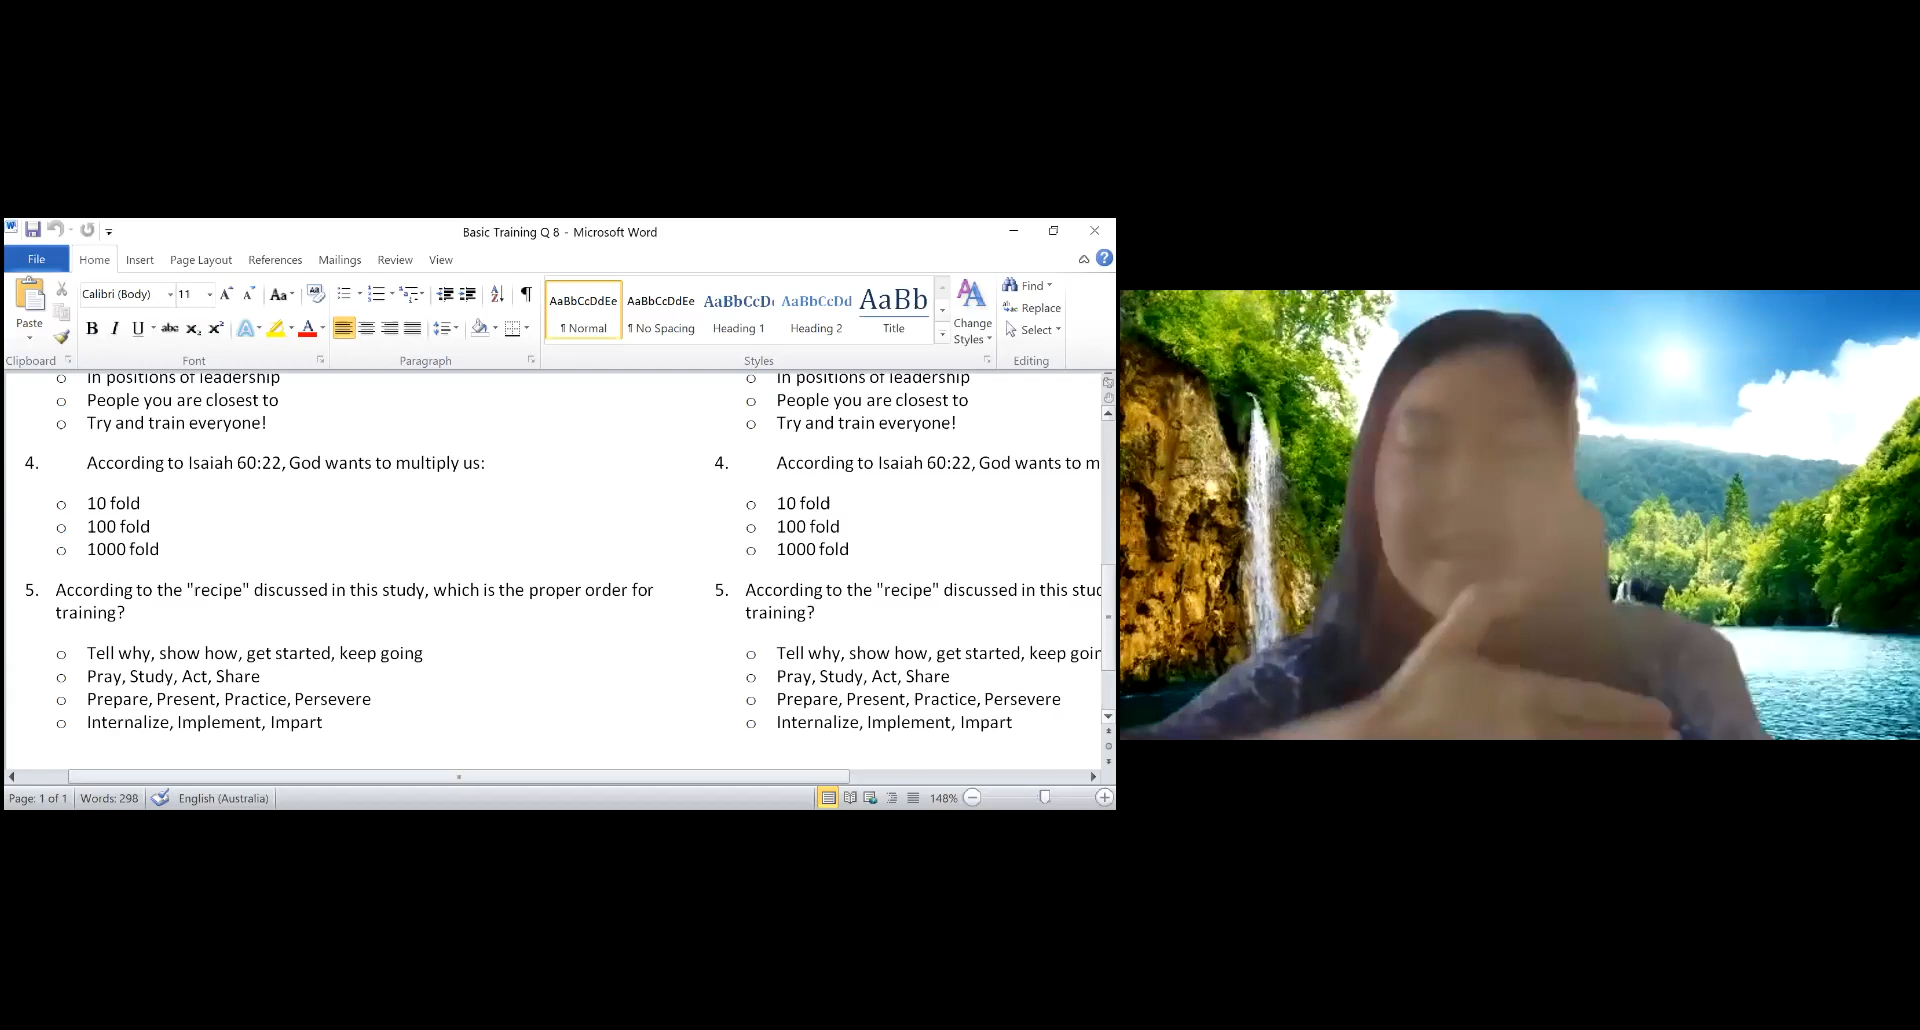 Basic Training Q 8 - Microsoft Word
File Home Insert Page Layout References Mailings Review View
Calibri (Body) 11
Paste
B I U abc x₂ x²
AaBbCcDdEe AaBbCcDdEe AaBbCcDı AaBbCcDd AaBb
¶ Normal ¶ No Spacing Heading 1 Heading 2 Title
Change Styles
Find
Replace
Select
Clipboard Font Paragraph Styles Editing
o In positions of leadership
o People you are closest to
o Try and train everyone!
4. According to Isaiah 60:22, God wants to multiply us:
o 10 fold
o 100 fold
o 1000 fold
5. According to the "recipe" discussed in this study, which is the proper order for
training?
o Tell why, show how, get started, keep going
o Pray, Study, Act, Share
o Prepare, Present, Practice, Persevere
o Internalize, Implement, Impart
o In positions of leadership
o People you are closest to
o Try and train everyone!
4. According to Isaiah 60:22, God wants to m
o 10 fold
o 100 fold
o 1000 fold
5. According to the "recipe" discussed in this stud
training?
o Tell why, show how, get started, keep goin
o Pray, Study, Act, Share
o Prepare, Present, Practice, Persevere
o Internalize, Implement, Impart
Page: 1 of 1 Words: 298 English (Australia) 148%